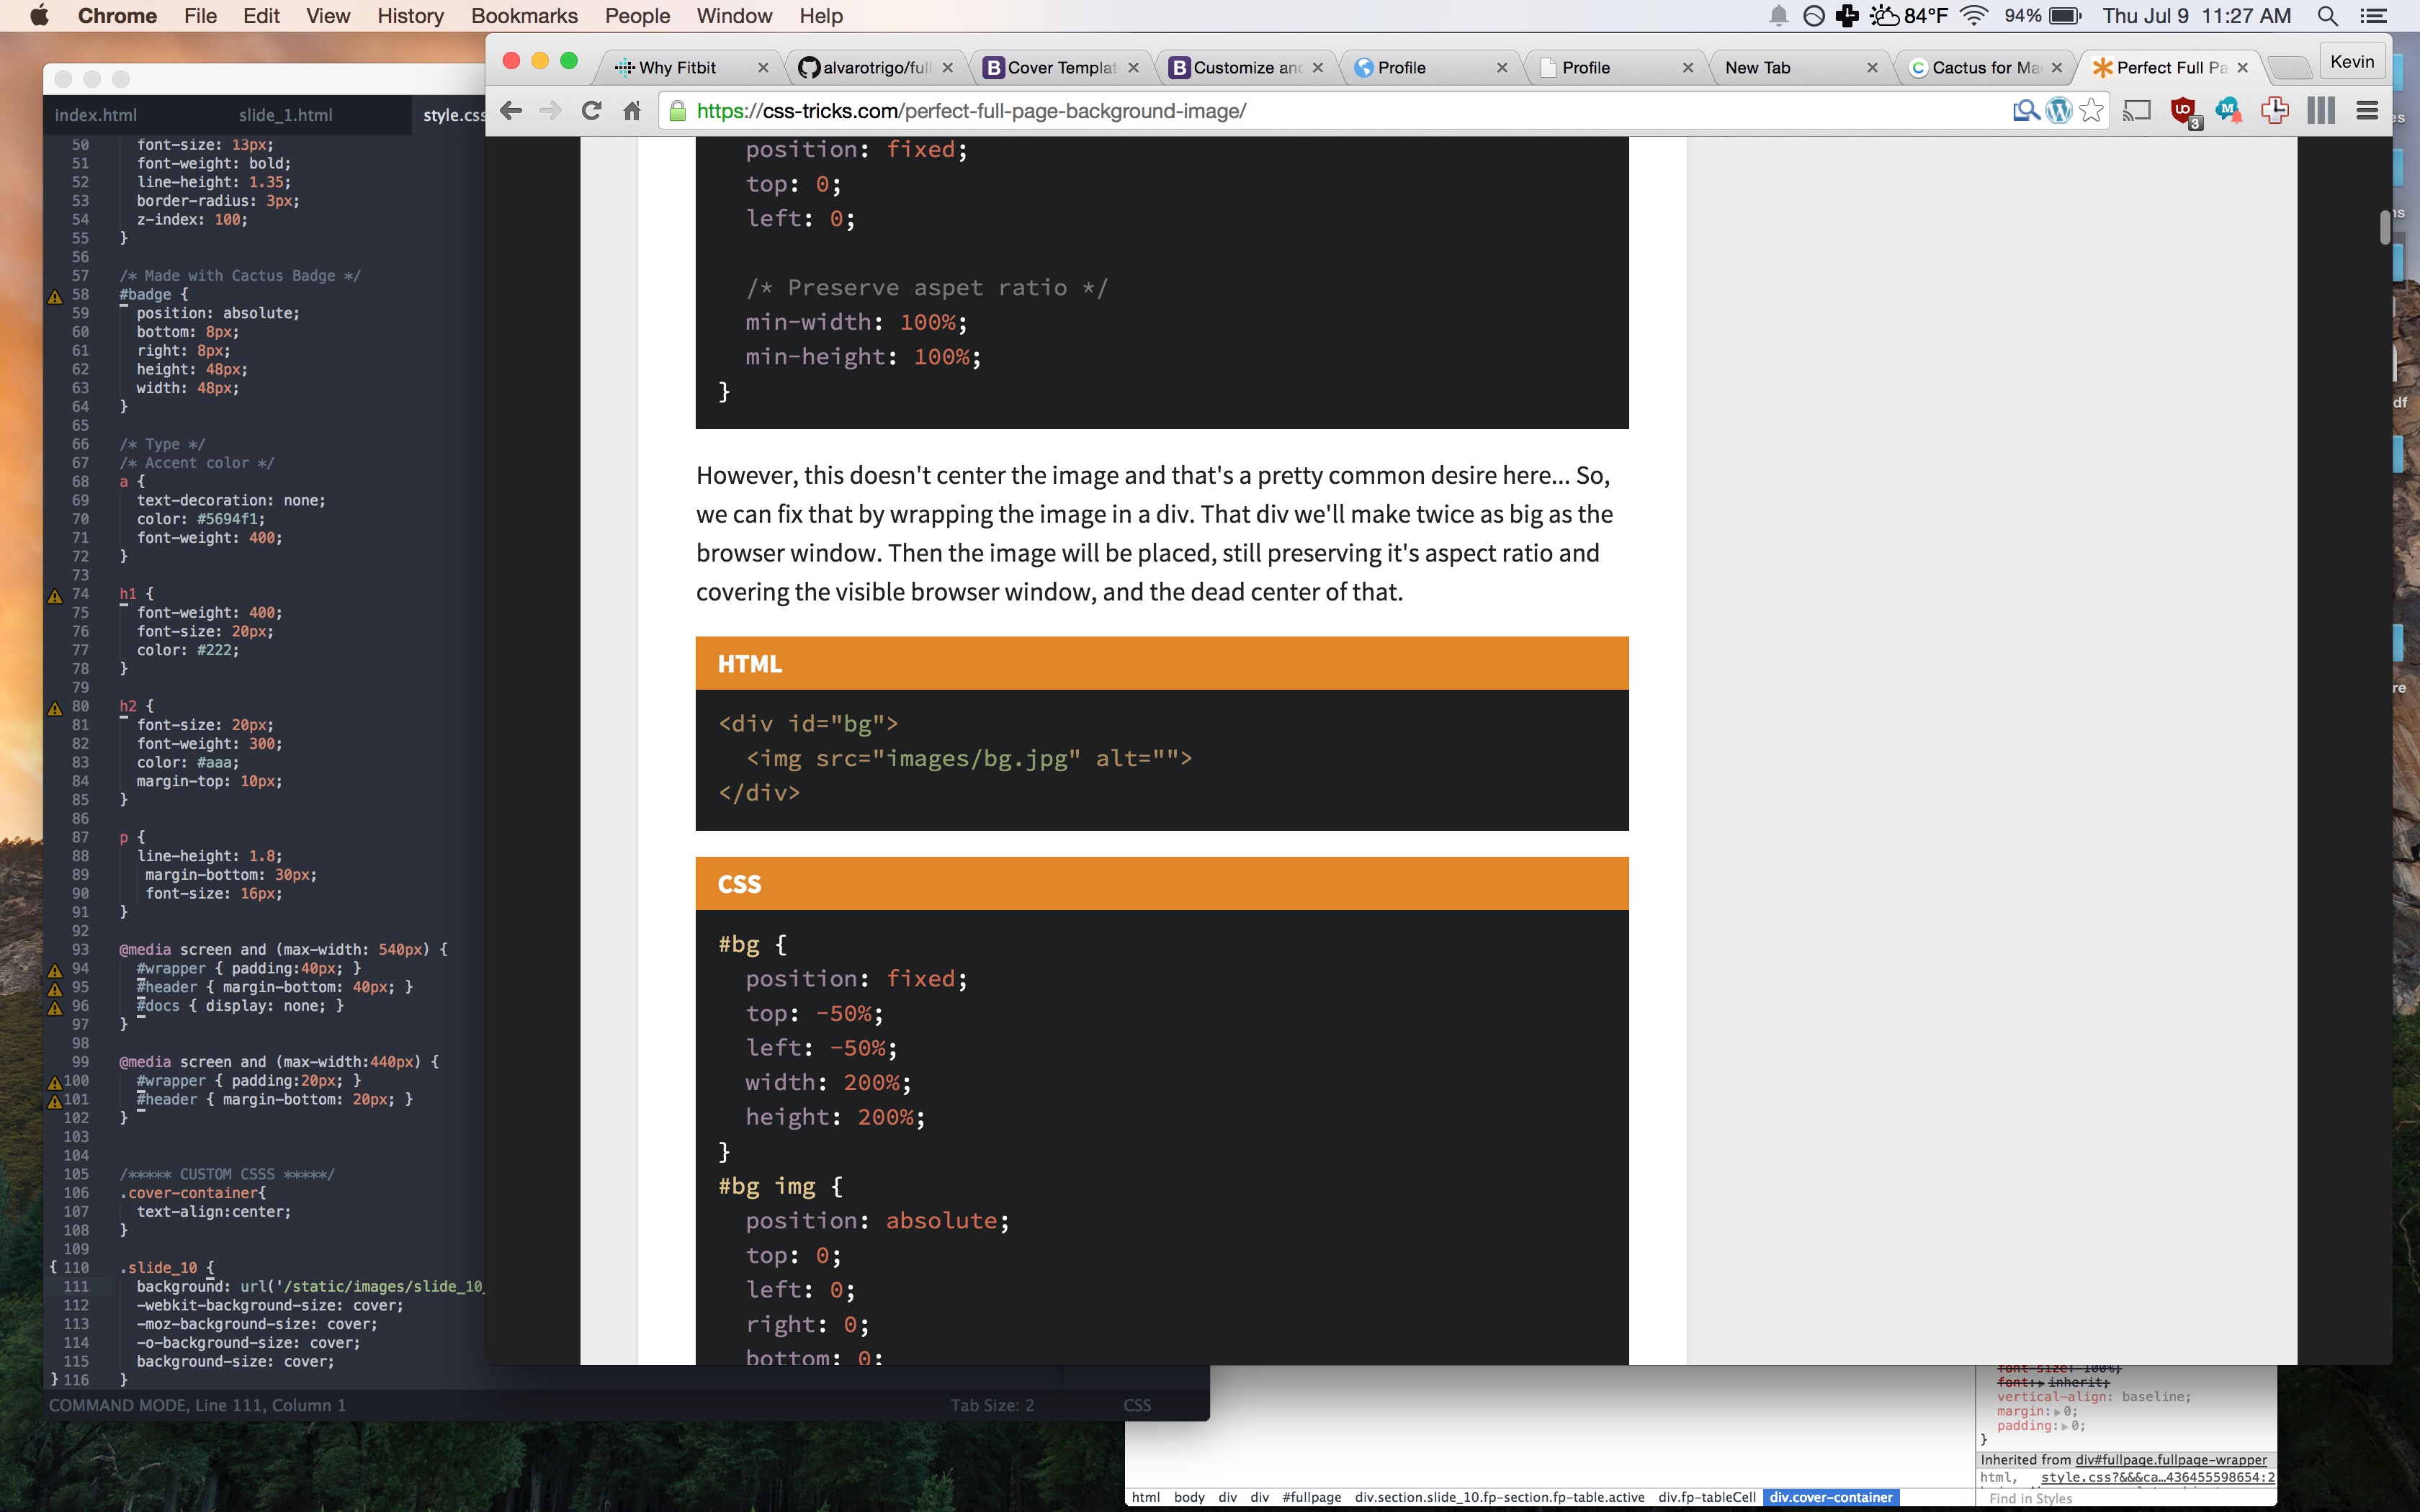 Chrome File Edit View History Bookmarks People Window Help 84°F 94% Thu Jul 9 11:27 AM
Why Fitbit alvarotrigo/full Cover Templat Customize and Profile Profile New Tab Cactus for Ma Perfect Full Pa Kevin
https://css-tricks.com/perfect-full-page-background-image/
3
index.html slide_1.html style.css
50 font-size: 13px;
51 font-weight: bold;
52 line-height: 1.35;
53 border-radius: 3px;
54 z-index: 100;
55 }
56
57 /* Made with Cactus Badge */
58 #badge {
59 position: absolute;
60 bottom: 8px;
61 right: 8px;
62 height: 48px;
63 width: 48px;
64 }
65
66 /* Type */
67 /* Accent color */
68 a {
69 text-decoration: none;
70 color: #5694f1;
71 font-weight: 400;
72 }
73
74 h1 {
75 font-weight: 400;
76 font-size: 20px;
77 color: #222;
78 }
79
80 h2 {
81 font-size: 20px;
82 font-weight: 300;
83 color: #aaa;
84 margin-top: 10px;
85 }
86
87 p {
88 line-height: 1.8;
89 margin-bottom: 30px;
90 font-size: 16px;
91 }
92
93 @media screen and (max-width: 540px) {
94 #wrapper { padding:40px; }
95 #header { margin-bottom: 40px; }
96 #docs { display: none; }
97 }
98
99 @media screen and (max-width:440px) {
100 #wrapper { padding:20px; }
101 #header { margin-bottom: 20px; }
102 }
103
104
105 /***** CUSTOM CSSS *****/
106 .cover-container{
107 text-align:center;
108 }
109
{ 110 .slide_10 {
111 background: url('/static/images/slide_10_
112 -webkit-background-size: cover;
113 -moz-background-size: cover;
114 -o-background-size: cover;
115 background-size: cover;
} 116 }
COMMAND MODE, Line 111, Column 1 Tab Size: 2 CSS
position: fixed;
top: 0;
left: 0;
/* Preserve aspet ratio */
min-width: 100%;
min-height: 100%;
}
However, this doesn't center the image and that's a pretty common desire here... So,
we can fix that by wrapping the image in a div. That div we'll make twice as big as the
browser window. Then the image will be placed, still preserving it's aspect ratio and
covering the visible browser window, and the dead center of that.
HTML
<div id="bg">
<img src="images/bg.jpg" alt="">
</div>
CSS
#bg {
position: fixed;
top: -50%;
left: -50%;
width: 200%;
height: 200%;
}
#bg img {
position: absolute;
top: 0;
left: 0;
right: 0;
bottom: 0;
es
ns
df
re
font-size: 100%;
font: inherit;
vertical-align: baseline;
margin: 0;
padding: 0;
}
Inherited from div#fullpage.fullpage-wrapper
html, style.css?&&&ca…436455598654:2
html body div div #fullpage div.section.slide_10.fp-section.fp-table.active div.fp-tableCell div.cover-container
Find in Styles